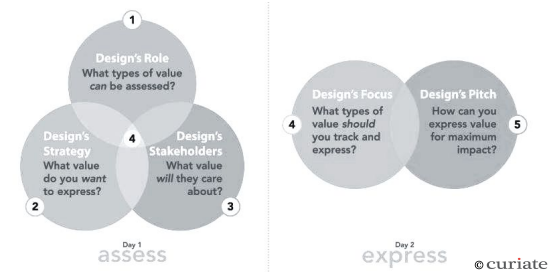 1
Design's Role
What types of value
can be assessed?
4
Design's
Strategy
What value
do you want
to express?
2
Design's
Stakeholders
What value
will they care
about?
3
Day 1
assess
4
Design's Focus
What types of
value should
you track and
express?
Design's Pitch
How can you
express value
for maximum
impact?
5
Day 2
express
© curiate